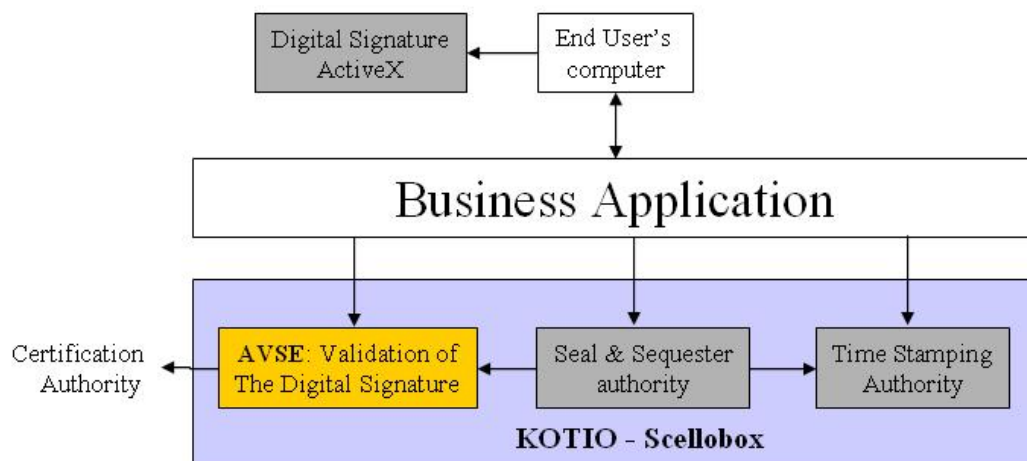 Digital Signature
ActiveX
End User's
computer
Business Application
Certification
Authority
AVSE: Validation of
The Digital Signature
Seal & Sequester
authority
Time Stamping
Authority
KOTIO - Scellobox